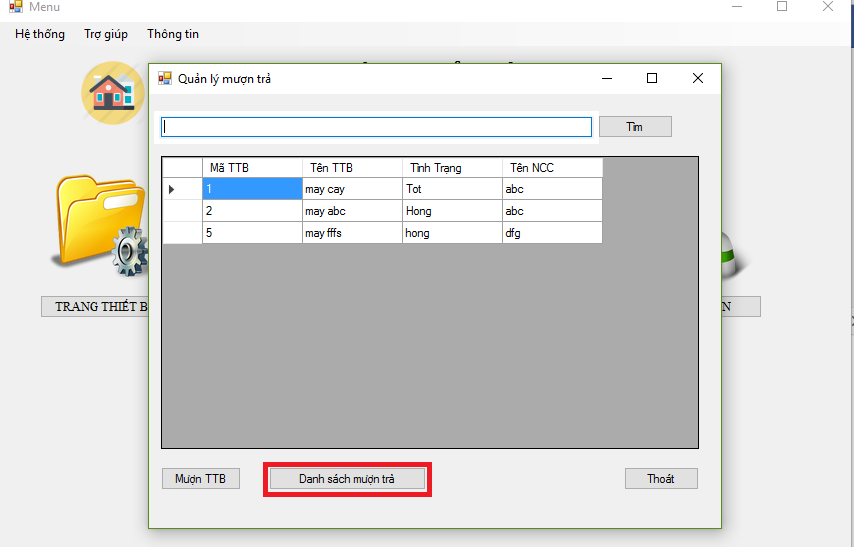 Menu
Hệ thống Trợ giúp Thông tin
Quản lý mượn trả
Tìm
Mã TTB Tên TTB Tình Trạng Tên NCC
1 may cay Tot abc
2 may abc Hong abc
5 may fffs hong dfg
TRANG THIẾT B
N
Mượn TTB Danh sách mượn trả Thoát